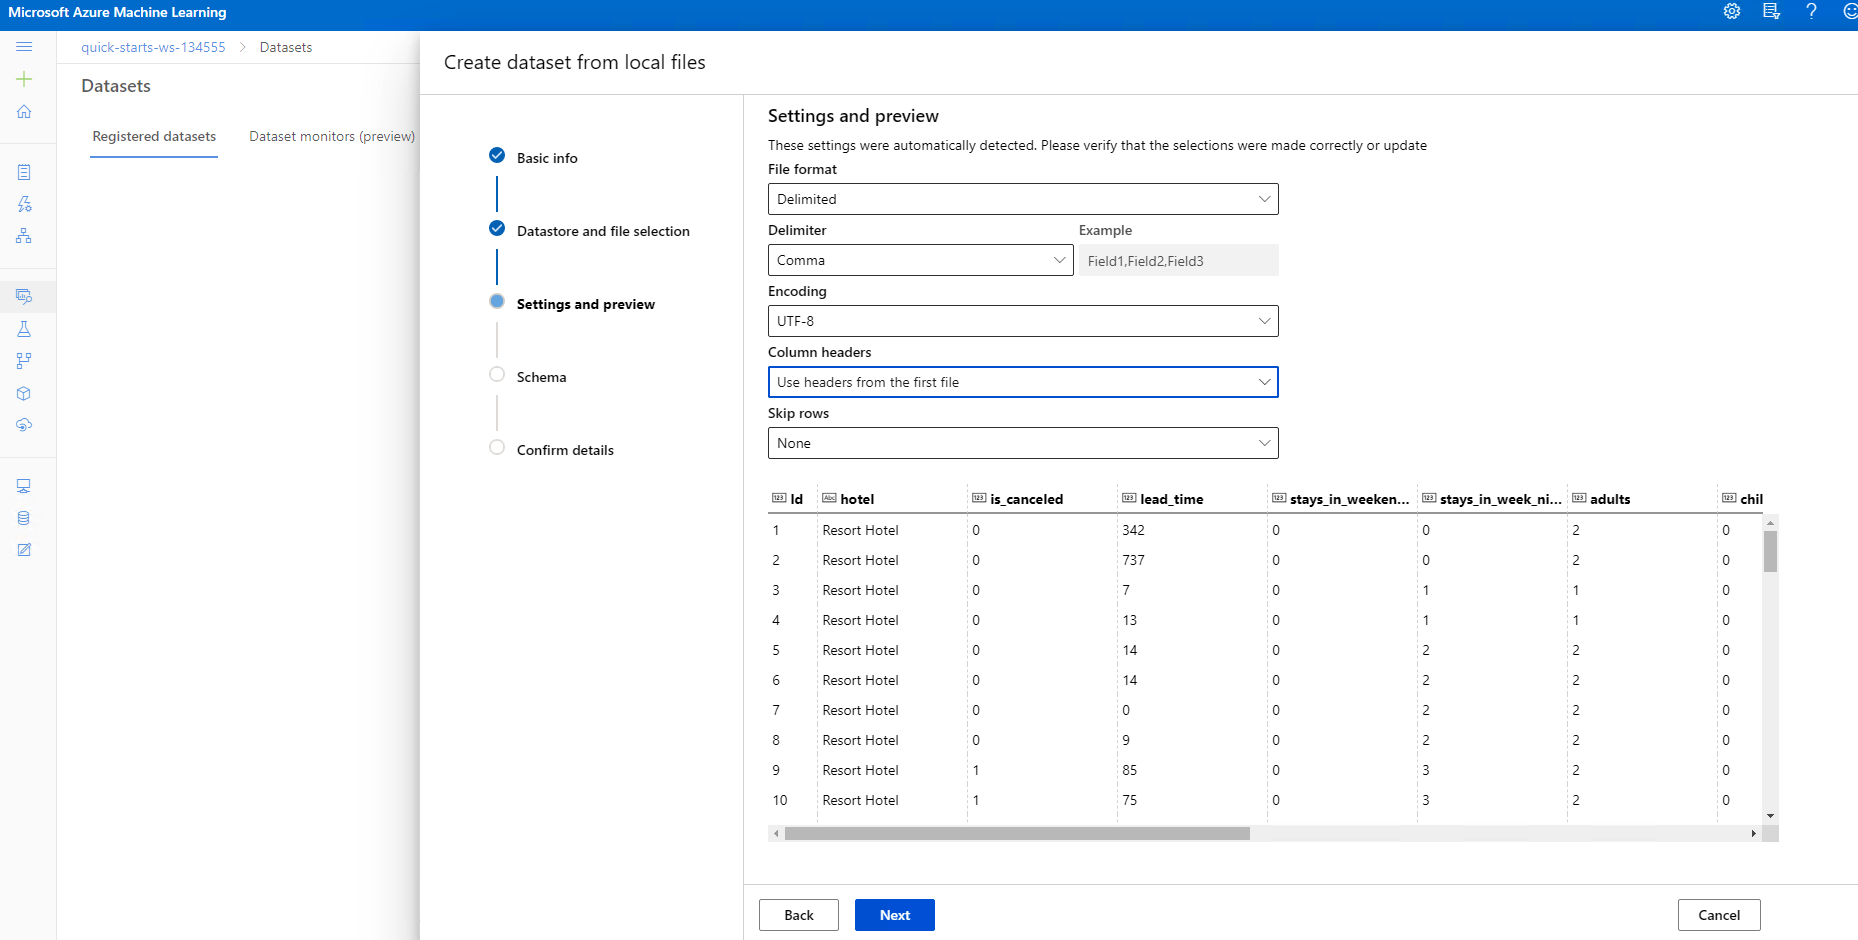 Microsoft Azure Machine Learning
quick-starts-ws-134555 > Datasets
Datasets
Registered datasets Dataset monitors (preview)
Create dataset from local files
Basic info
Datastore and file selection
Settings and preview
Schema
Confirm details
Settings and preview
These settings were automatically detected. Please verify that the selections were made correctly or update
File format
Delimited
Delimiter Example
Comma Field1,Field2,Field3
Encoding
UTF-8
Column headers
Use headers from the first file
Skip rows
None
123 Id Abc hotel 123 is_canceled 123 lead_time 123 stays_in_weeken... 123 stays_in_week_ni... 123 adults 123 chil
1 Resort Hotel 0 342 0 0 2 0
2 Resort Hotel 0 737 0 0 2 0
3 Resort Hotel 0 7 0 1 1 0
4 Resort Hotel 0 13 0 1 1 0
5 Resort Hotel 0 14 0 2 2 0
6 Resort Hotel 0 14 0 2 2 0
7 Resort Hotel 0 0 0 2 2 0
8 Resort Hotel 0 9 0 2 2 0
9 Resort Hotel 1 85 0 3 2 0
10 Resort Hotel 1 75 0 3 2 0
Back Next Cancel